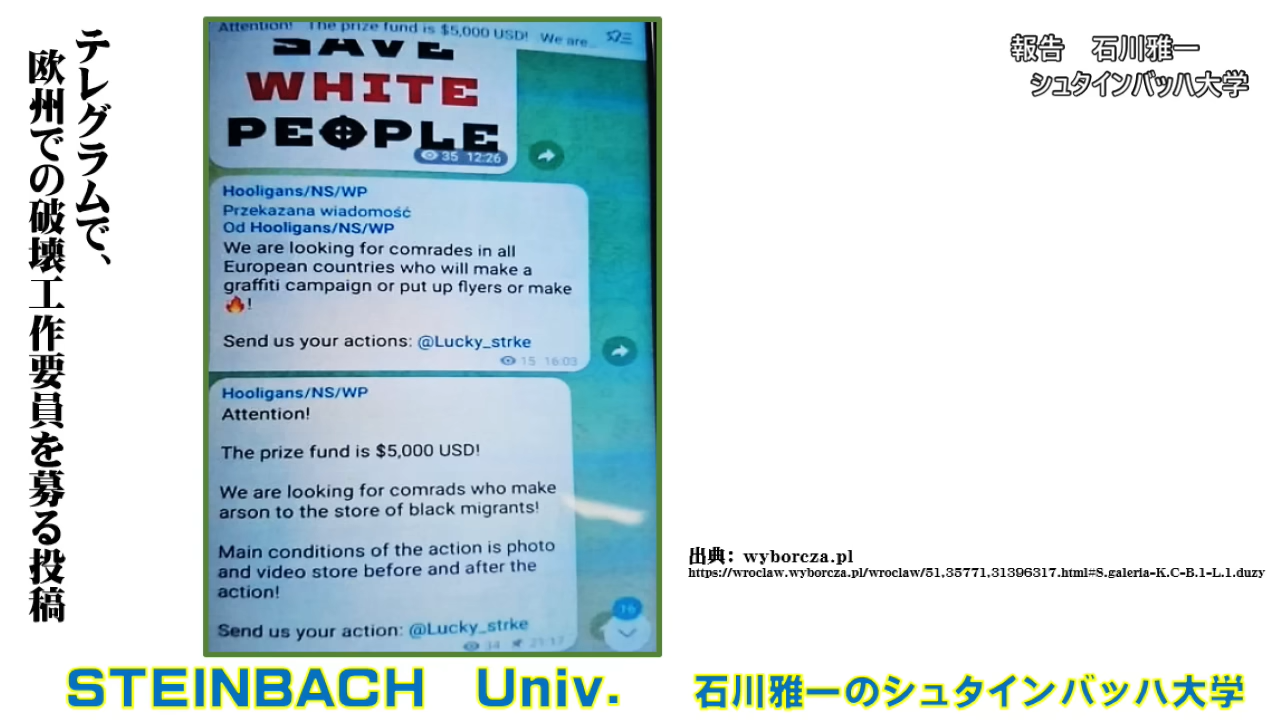 テレグラムで、
欧州での破壊工作要員を募る投稿
Attention! The prize fund is $5,000 USD! We are...
SAVE
WHITE
PEOPLE
35 12:26
Hooligans/NS/WP
Przekazana wiadomość
Od Hooligans/NS/WP
We are looking for comrades in all
European countries who will make a
graffiti campaign or put up flyers or make
🔥!
Send us your actions: @Lucky_strke
15 16:03
Hooligans/NS/WP
Attention!
The prize fund is $5,000 USD!
We are looking for comrads who make
arson to the store of black migrants!
Main conditions of the action is photo
and video store before and after the
action!
Send us your action: @Lucky_strke
34 21:17
16
報告 石川雅一
シュタインバッハ大学
出典：wyborcza.pl
https://wroclaw.wyborcza.pl/wroclaw/51,35771,31396317.html#S.galeria-K.C-B.1-L.1.duzy
STEINBACH Univ.
石川雅一のシュタインバッハ大学